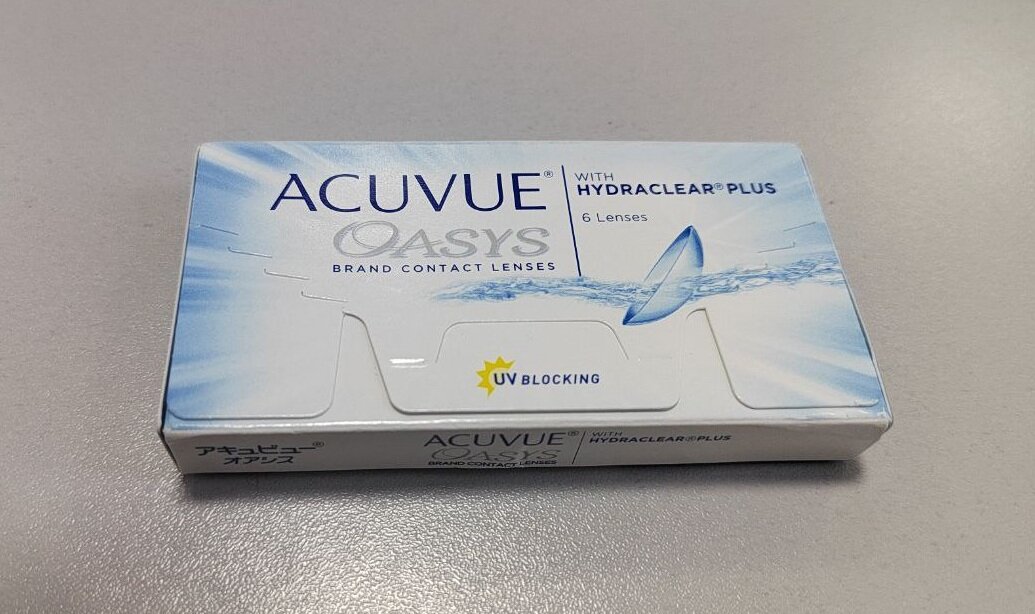 ACUVUE®
OASYS
BRAND CONTACT LENSES
WITH
HYDRACLEAR® PLUS
6 Lenses
UV BLOCKING
アキュビュー®
オアシス
ACUVUE®
OASYS
BRAND CONTACT LENSES
WITH
HYDRACLEAR® PLUS